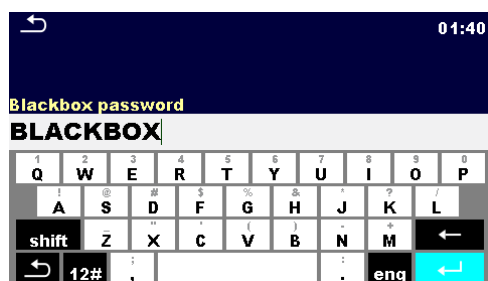 01:40
Blackbox password
BLACKBOX
1 2 3 4 5 6 7 8 9 0
Q W E R T Y U I O P
! @ # $ % & ' ? /
A S D F G H J K L
_ " ' ( ) - +
shift Z X C V B N M ←
; :
12# , . eng